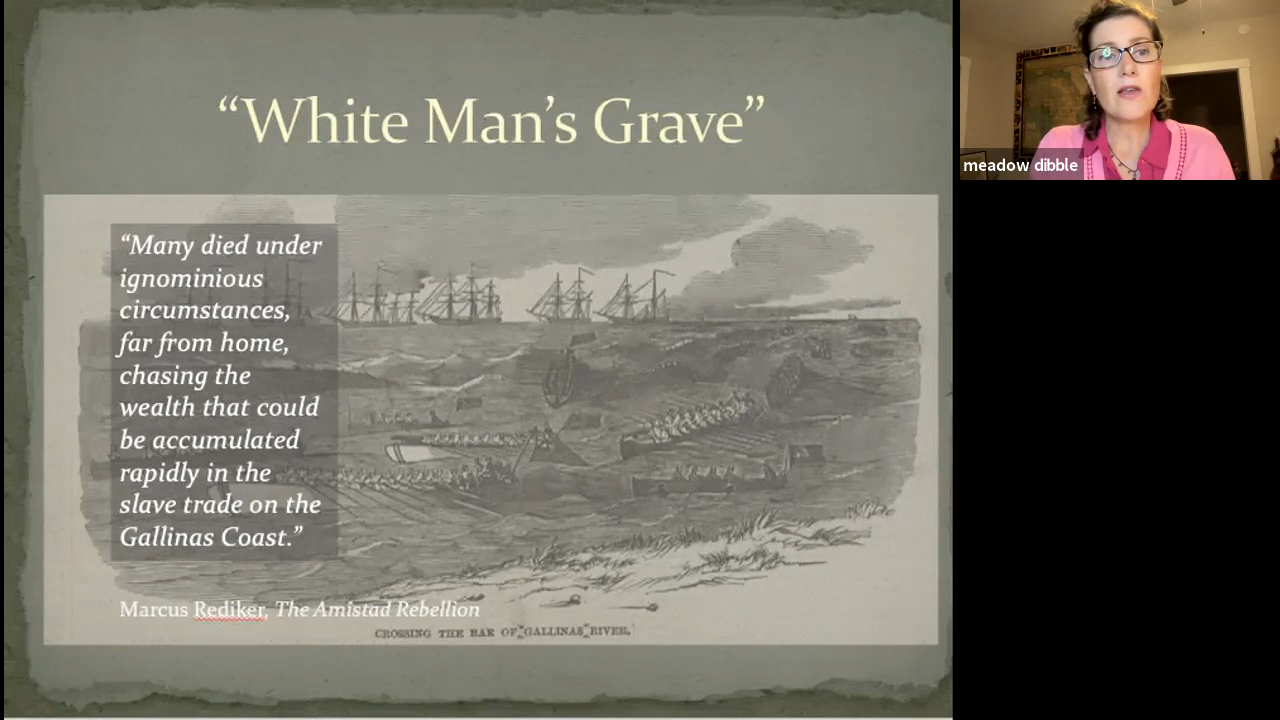 “White Man’s Grave”
“Many died under
ignominious
circumstances,
far from home,
chasing the
wealth that could
be accumulated
rapidly in the
slave trade on the
Gallinas Coast.”
Marcus Rediker, The Amistad Rebellion
CROSSING THE BAR OF GALLINAS RIVER.
meadow dibble